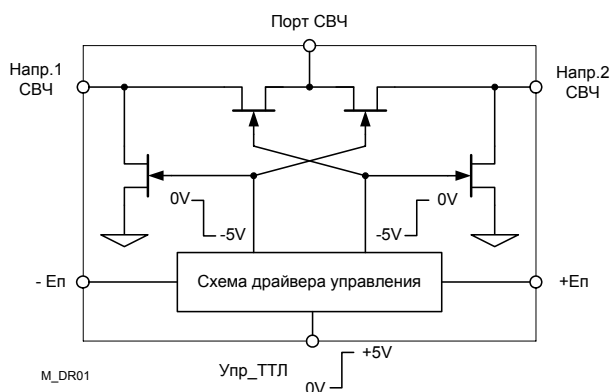 Порт СВЧ
Напр.1
СВЧ
Напр.2
СВЧ
0V
-5V
0V
-5V
- Еп
Схема драйвера управления
+Еп
Упр_ТТЛ
+5V
0V
M_DR01